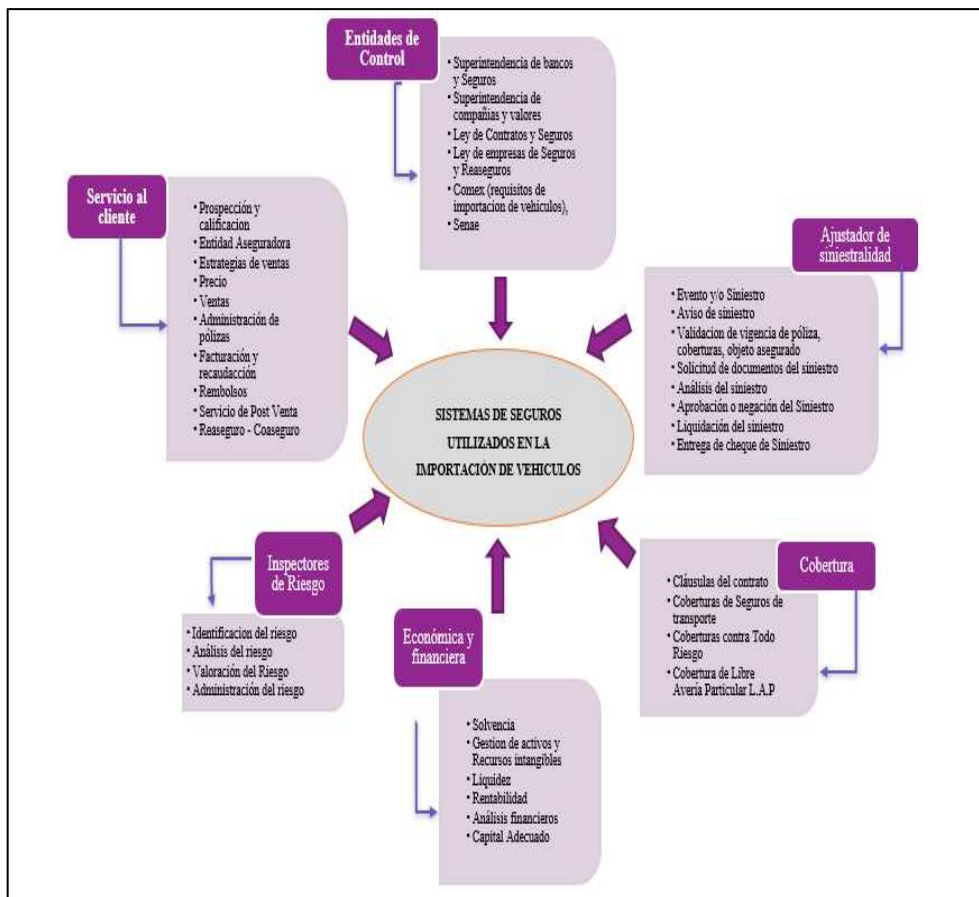 Entidades de
Control
• Superintendencia de bancos
y Seguros
• Superintendencia de
compañias y valores
• Ley de Contratos y Seguros
• Ley de empresas de Seguros
y Reaseguros
• Comex (requisitos de
importacion de vehiculos),
• Senae
Servicio al
cliente
• Prospección y
calificacion
• Entidad Aseguradora
• Estrategias de ventas
• Precio
• Ventas
• Administración de
pólizas
• Facturación y
recaudacción
• Rembolsos
• Servicio de Post Venta
• Reaseguro - Coaseguro
Ajustador de
siniestralidad
• Evento y/o Siniestro
• Aviso de siniestro
• Validacion de vigencia de póliza,
coberturas, objeto asegurado
• Solicitud de documentos del siniestro
• Análisis del siniestro
• Aprobación o negación del Siniestro
• Liquidación del siniestro
• Entrega de cheque de Siniestro
SISTEMAS DE SEGUROS
UTILIZADOS EN LA
IMPORTACIÓN DE VEHICULOS
Inspectores
de Riesgo
• Identificacion del riesgo
• Análisis del riesgo
• Valoración del Riesgo
• Administración del riesgo
Económica y
financiera
• Solvencia
• Gestion de activos y
Recursos intangibles
• Líquidez
• Rentabilidad
• Análisis financieros
• Capital Adecuado
Cobertura
• Cláusulas del contrato
• Coberturas de Seguros de
transporte
• Coberturas contra Todo
Riesgo
• Cobertura de Libre
Avería Particular L.A.P